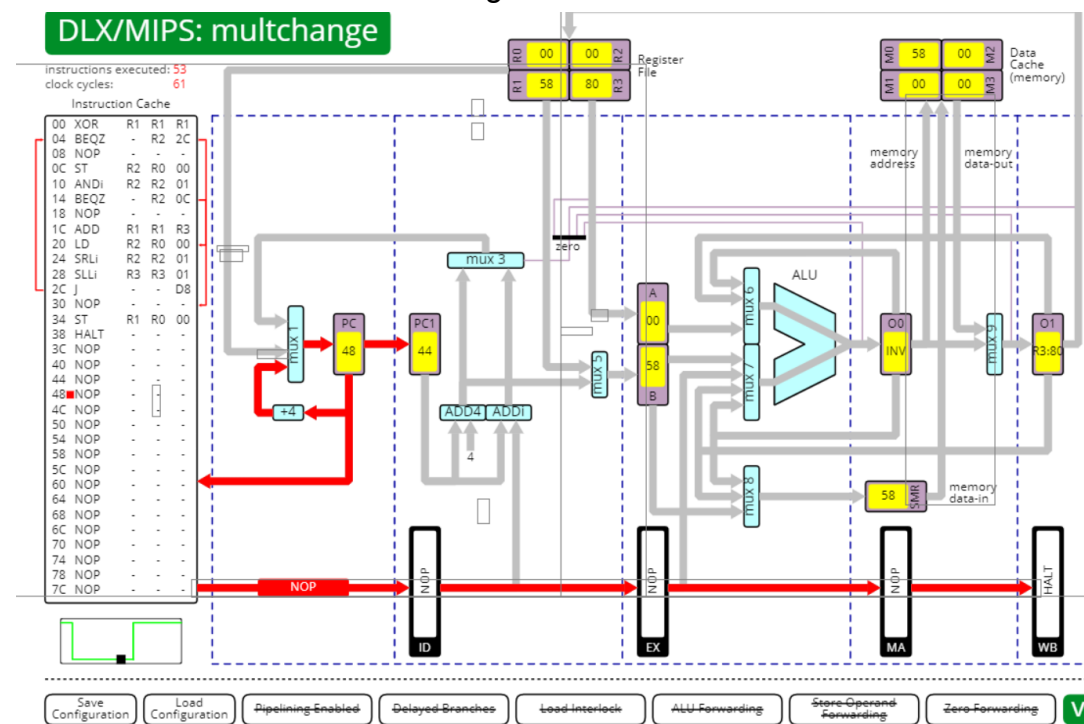 DLX/MIPS: multchange
instructions executed: 53
clock cycles: 61
Instruction Cache
00 XOR R1 R1 R1
04 BEQZ - R2 2C
08 NOP - - -
0C ST R2 R0 00
10 ANDi R2 R2 01
14 BEQZ - R2 0C
18 NOP - - -
1C ADD R1 R1 R3
20 LD R2 R0 00
24 SRLi R2 R2 01
28 SLLi R3 R3 01
2C J - - D8
30 NOP - - -
34 ST R1 R0 00
38 HALT - - -
3C NOP - - -
40 NOP - - -
44 NOP - - -
48 NOP - - -
4C NOP - - -
50 NOP - - -
54 NOP - - -
58 NOP - - -
5C NOP - - -
60 NOP - - -
64 NOP - - -
68 NOP - - -
6C NOP - - -
70 NOP - - -
74 NOP - - -
78 NOP - - -
7C NOP - - -
R0 00 00 R2
R1 58 80 R3
Register
File
M0 58 00 M2
M1 00 00 M3
Data
Cache
(memory)
memory
address
memory
data-out
zero
mux 3
ALU
mux 1
PC
48
PC1
44
+4
ADD4 ADDi
4
mux 5
A
00
58
B
mux 6
mux 7
mux 8
O0
INV
mux 9
O1
R3:80
58 SMR
memory
data-in
NOP
NOP
ID
NOP
EX
NOP
MA
HALT
WB
Save
Configuration
Load
Configuration
Pipelining Enabled
Delayed Branches
Load Interlock
ALU Forwarding
Store Operand
Forwarding
Zero Forwarding
V